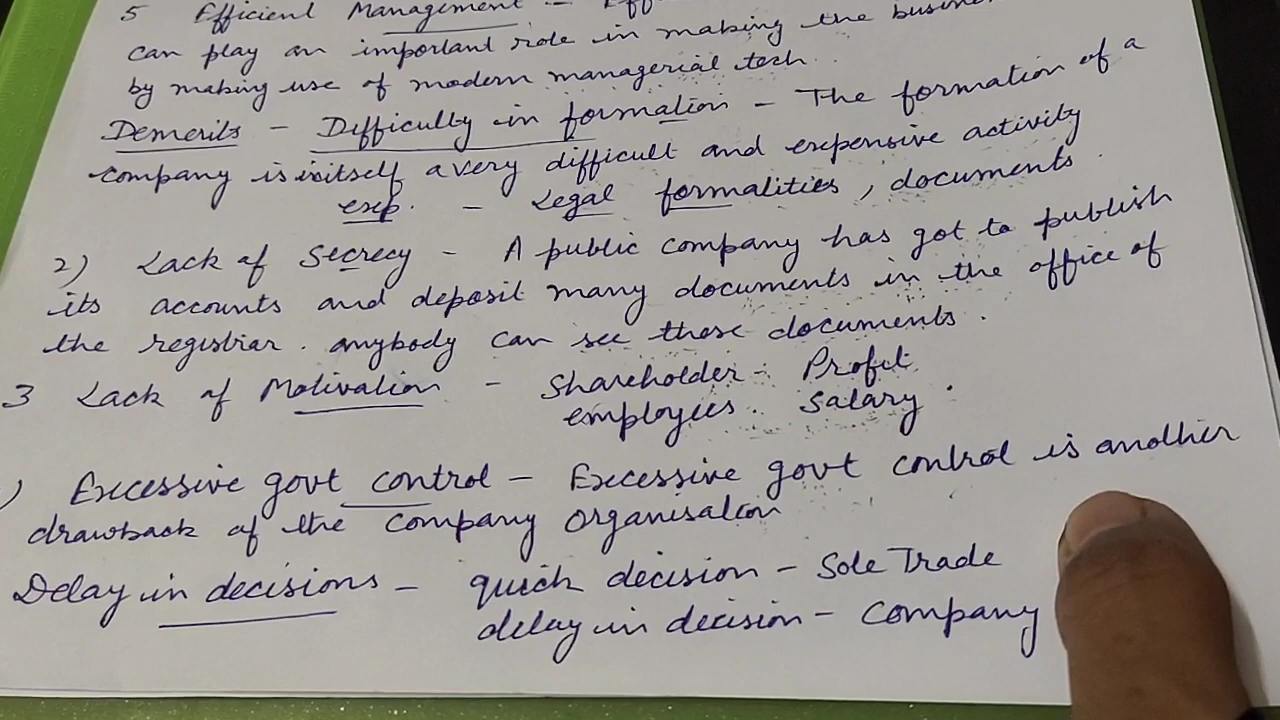 5 Efficient Management -
can play an important role in making the
by making use of modern managerial tech.
Demerits - Difficulty in formation - The formation of a
company is initself a very difficult and expensive activity
exp. - Legal formalities, documents.
2) Lack of Secrecy - A public company has got to publish
its accounts and deposit many documents in the office of
the registrar. anybody can see these documents.
3 Lack of Motivation - Shareholder - Profit
employees. Salary.
) Excessive govt control - Excessive govt control is another
drawback of the company organisation
Delay in decisions - quick decision - Sole Trade
delay in decision - Company